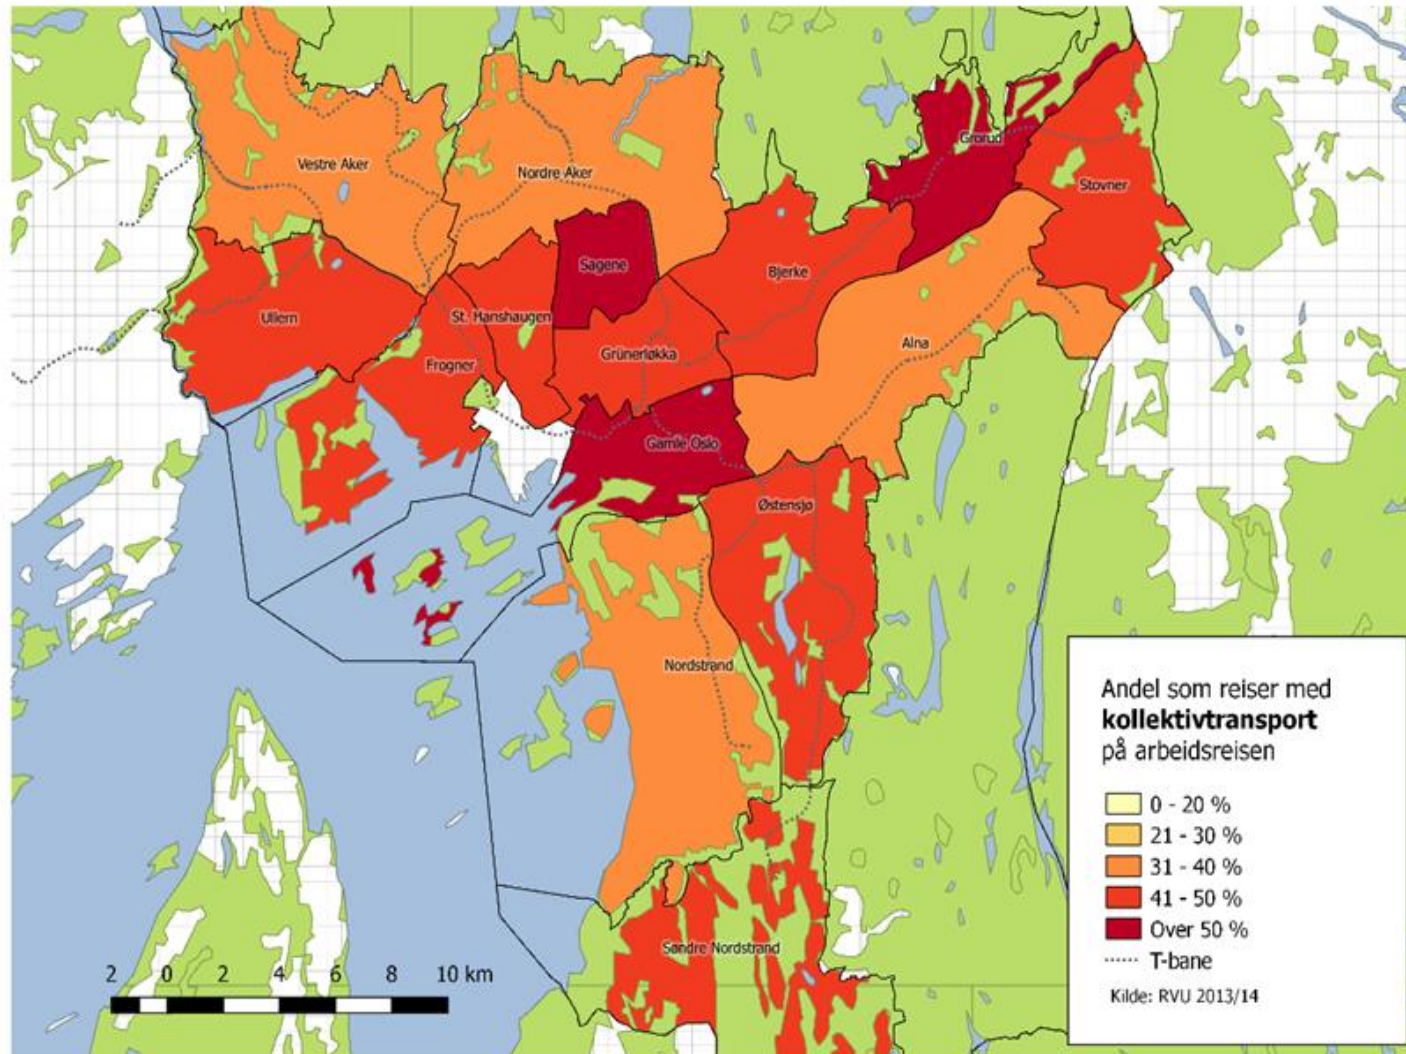 Grorud
Vestre Aker
Nordre Aker
Stovner
Sagene
Bjerke
Ullern
St. Hanshaugen
Alna
Grünerløkka
Frogner
Gamle Oslo
Østensjø
Nordstrand
Søndre Nordstrand
2 0 2 4 6 8 10 km
Andel som reiser med
kollektivtransport
på arbeidsreisen
0 - 20 %
21 - 30 %
31 - 40 %
41 - 50 %
Over 50 %
T-bane
Kilde: RVU 2013/14